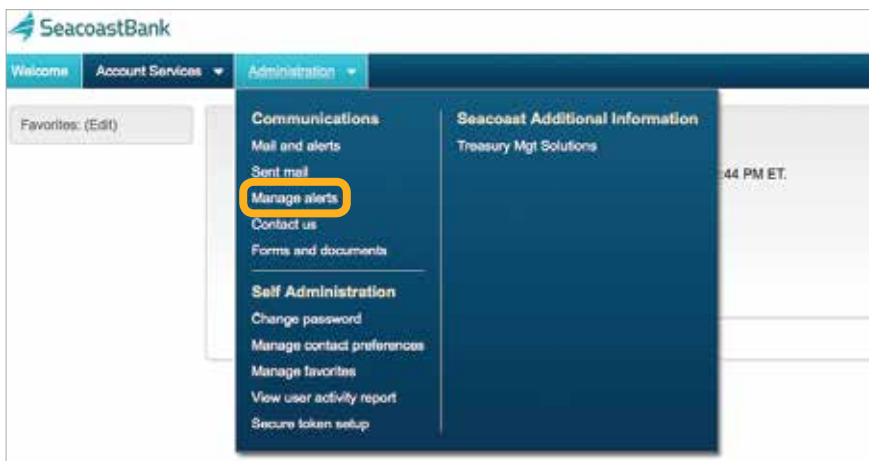 SeacoastBank
Welcome Account Services Administration
Favorites: (Edit)
Communications
Mail and alerts
Sent mail
Manage alerts
Contact us
Forms and documents
Self Administration
Change password
Manage contact preferences
Manage favorites
View user activity report
Secure token setup
Seacoast Additional Information
Treasury Mgt Solutions
:44 PM ET.